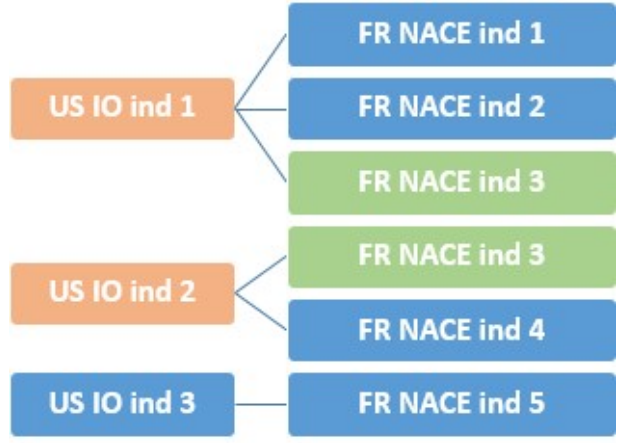 US IO ind 1
FR NACE ind 1
FR NACE ind 2
FR NACE ind 3
US IO ind 2
FR NACE ind 3
FR NACE ind 4
US IO ind 3
FR NACE ind 5